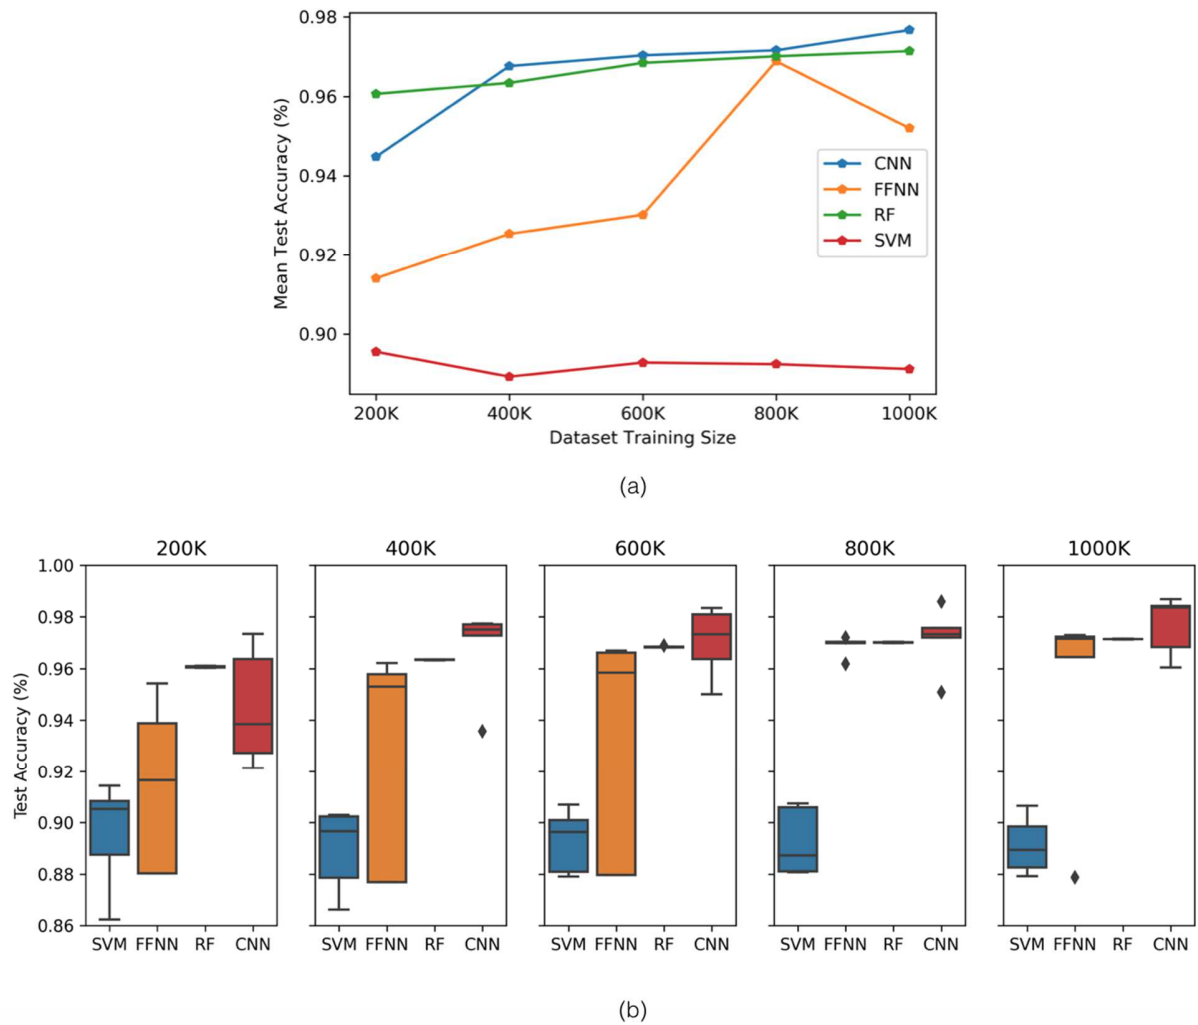 0.98
0.96
0.94
0.92
0.90
Mean Test Accuracy (%)
CNN
FFNN
RF
SVM
200K 400K 600K 800K 1000K
Dataset Training Size
(a)
200K 400K 600K 800K 1000K
1.00
0.98
0.96
0.94
0.92
0.90
0.88
0.86
Test Accuracy (%)
SVM FFNN RF CNN SVM FFNN RF CNN SVM FFNN RF CNN SVM FFNN RF CNN SVM FFNN RF CNN
(b)